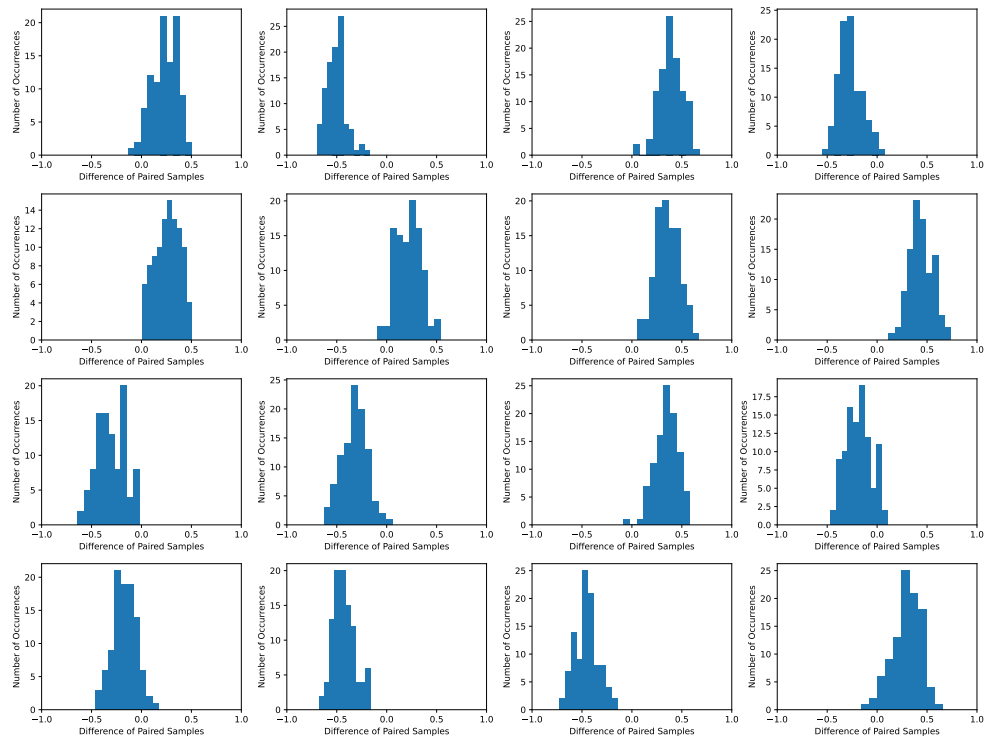 20
15
10
5
0
Number of Occurrences
−1.0 −0.5 0.0 0.5 1.0
Difference of Paired Samples
25
20
15
10
5
0
Number of Occurrences
−1.0 −0.5 0.0 0.5 1.0
Difference of Paired Samples
25
20
15
10
5
0
Number of Occurrences
−1.0 −0.5 0.0 0.5 1.0
Difference of Paired Samples
25
20
15
10
5
0
Number of Occurrences
−1.0 −0.5 0.0 0.5 1.0
Difference of Paired Samples
14
12
10
8
6
4
2
0
Number of Occurrences
−1.0 −0.5 0.0 0.5 1.0
Difference of Paired Samples
20
15
10
5
0
Number of Occurrences
−1.0 −0.5 0.0 0.5 1.0
Difference of Paired Samples
20
15
10
5
0
Number of Occurrences
−1.0 −0.5 0.0 0.5 1.0
Difference of Paired Samples
20
15
10
5
0
Number of Occurrences
−1.0 −0.5 0.0 0.5 1.0
Difference of Paired Samples
20
15
10
5
0
Number of Occurrences
−1.0 −0.5 0.0 0.5 1.0
Difference of Paired Samples
25
20
15
10
5
0
Number of Occurrences
−1.0 −0.5 0.0 0.5 1.0
Difference of Paired Samples
25
20
15
10
5
0
Number of Occurrences
−1.0 −0.5 0.0 0.5 1.0
Difference of Paired Samples
17.5
15.0
12.5
10.0
7.5
5.0
2.5
0.0
Number of Occurrences
−1.0 −0.5 0.0 0.5 1.0
Difference of Paired Samples
20
15
10
5
0
Number of Occurrences
−1.0 −0.5 0.0 0.5 1.0
Difference of Paired Samples
20
15
10
5
0
Number of Occurrences
−1.0 −0.5 0.0 0.5 1.0
Difference of Paired Samples
25
20
15
10
5
0
Number of Occurrences
−1.0 −0.5 0.0 0.5 1.0
Difference of Paired Samples
25
20
15
10
5
0
Number of Occurrences
−1.0 −0.5 0.0 0.5 1.0
Difference of Paired Samples